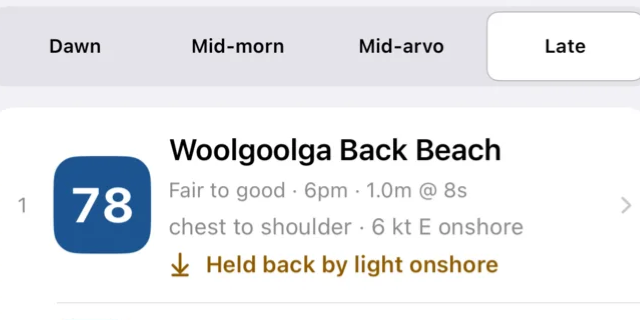 Dawn Mid-morn Mid-arvo Late
Woolgoolga Back Beach
1 78 Fair to good · 6pm · 1.0m @ 8s
chest to shoulder · 6 kt E onshore
Held back by light onshore